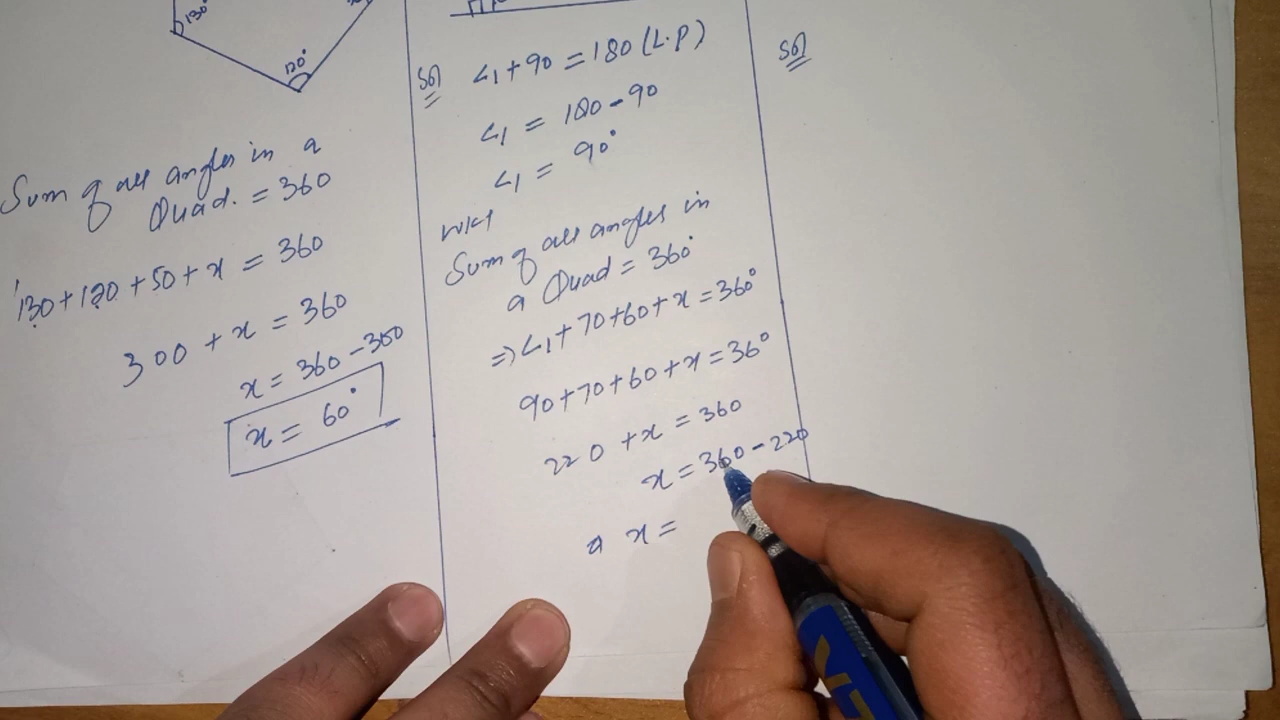 130°
120°
Sum of all angles in a
Quad. = 360
130+120+50+x = 360
300 + x = 360
x = 360-300
x = 60°
Sol
∠1+90 = 180 (L.P)
∠1 = 180-90
∠1 = 90°
WKT
Sum of all angles in
a Quad = 360°
⇒ ∠1+70+60+x = 360°
90+70+60+x = 36°
220 +x = 360
x = 360-220
x =
Sol